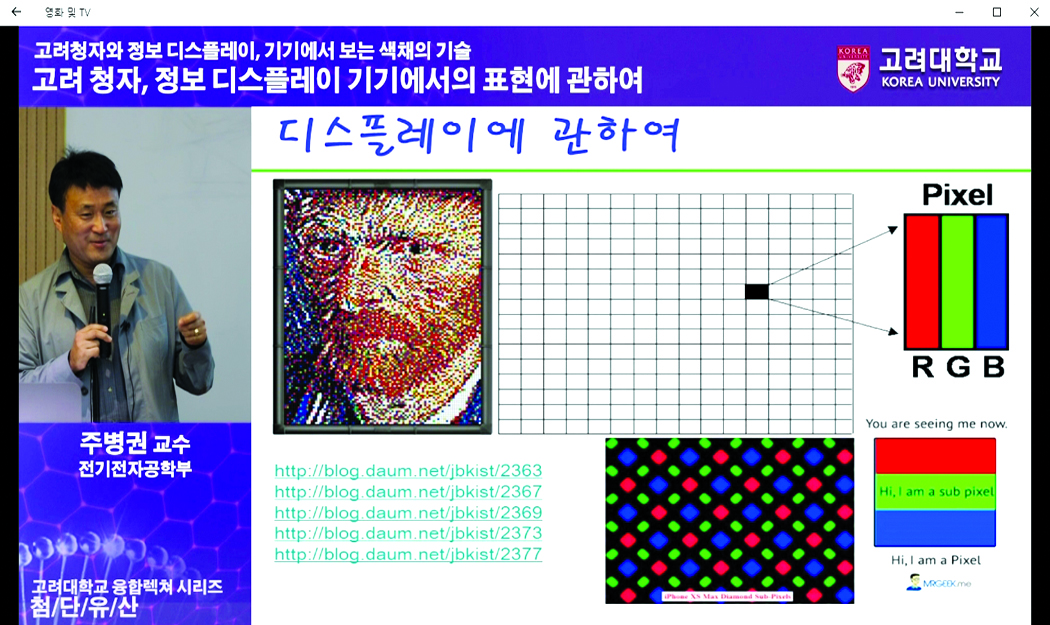 영화 및 TV
고려청자와 정보 디스플레이, 기기에서 보는 색채의 기술
고려 청자, 정보 디스플레이 기기에서의 표현에 관하여
KOREA
고려대학교
KOREA UNIVERSITY
디스플레이에 관하여
Pixel
R G B
You are seeing me now.
Hi, I am a sub pixel
Hi, I am a Pixel
MRGEEK.me
http://blog.daum.net/jbkist/2363
http://blog.daum.net/jbkist/2367
http://blog.daum.net/jbkist/2369
http://blog.daum.net/jbkist/2373
http://blog.daum.net/jbkist/2377
iPhone XS Max Diamond Sub Pixels
주병권 교수
전기전자공학부
고려대학교 융합렉쳐 시리즈
첨/단/유/산